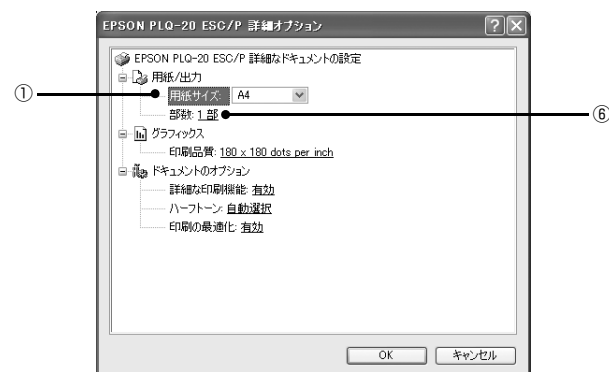 EPSON PLQ-20 ESC/P 詳細オプション
EPSON PLQ-20 ESC/P 詳細なドキュメントの設定
用紙/出力
① 用紙サイズ: A4
部数: 1 部 ⑥
グラフィックス
印刷品質: 180 x 180 dots per inch
ドキュメントのオプション
詳細な印刷機能: 有効
ハーフトーン: 自動選択
印刷の最適化: 有効
OK キャンセル